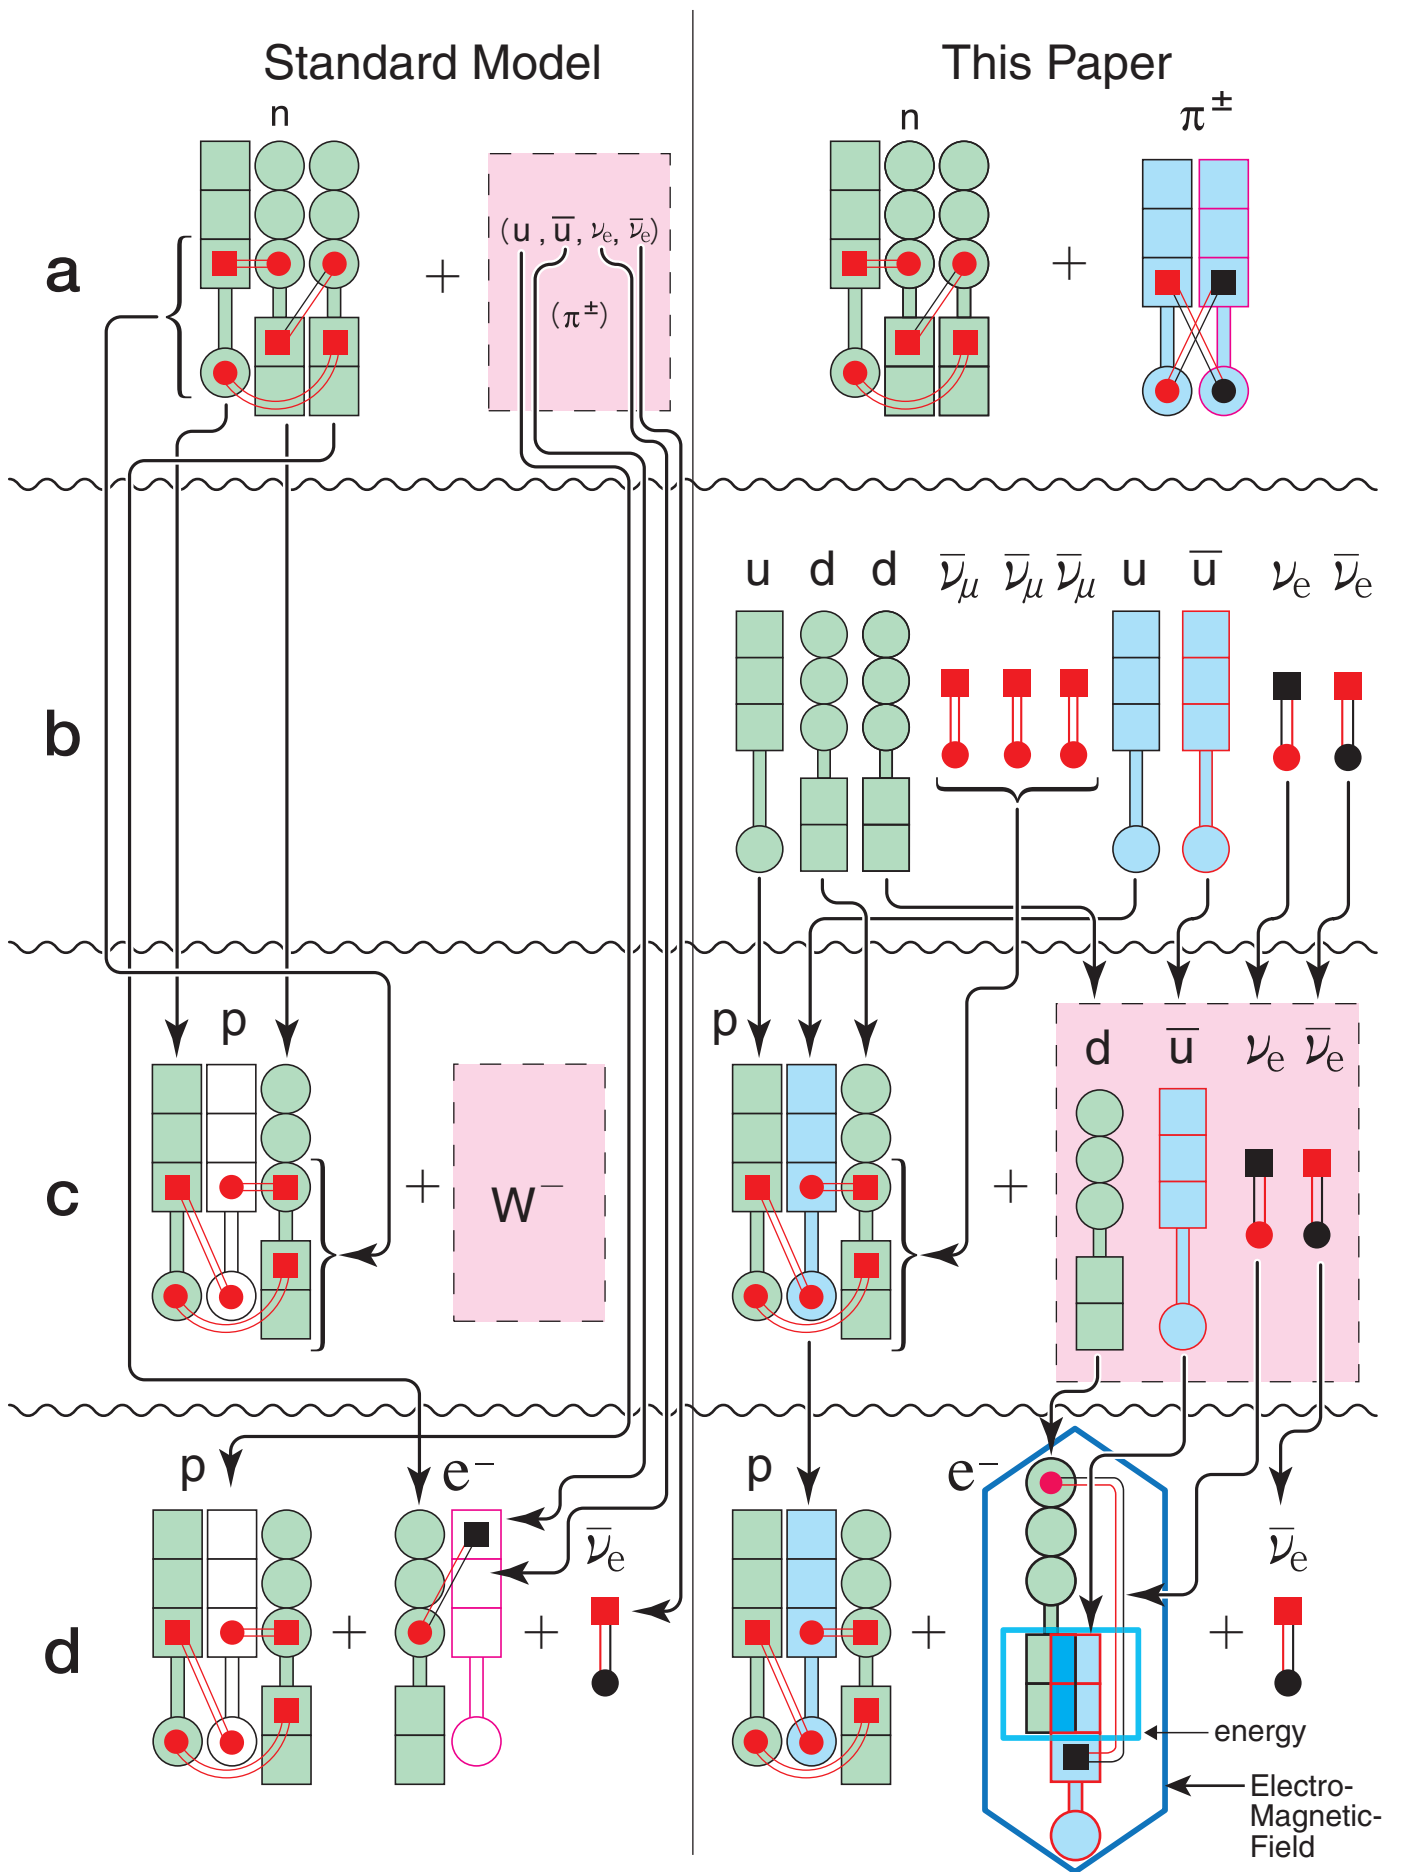 Standard Model
This Paper
n
n
π±
a
+
(u , u̅, νe, ν̅e)
(π±)
+
b
u d d ν̅μ ν̅μ ν̅μ u u̅ νe ν̅e
c
p
+
W−
p
+
d u̅ νe ν̅e
d
p
+
e−
+
ν̅e
p
+
e−
+
ν̅e
energy
Electro-
Magnetic-
Field